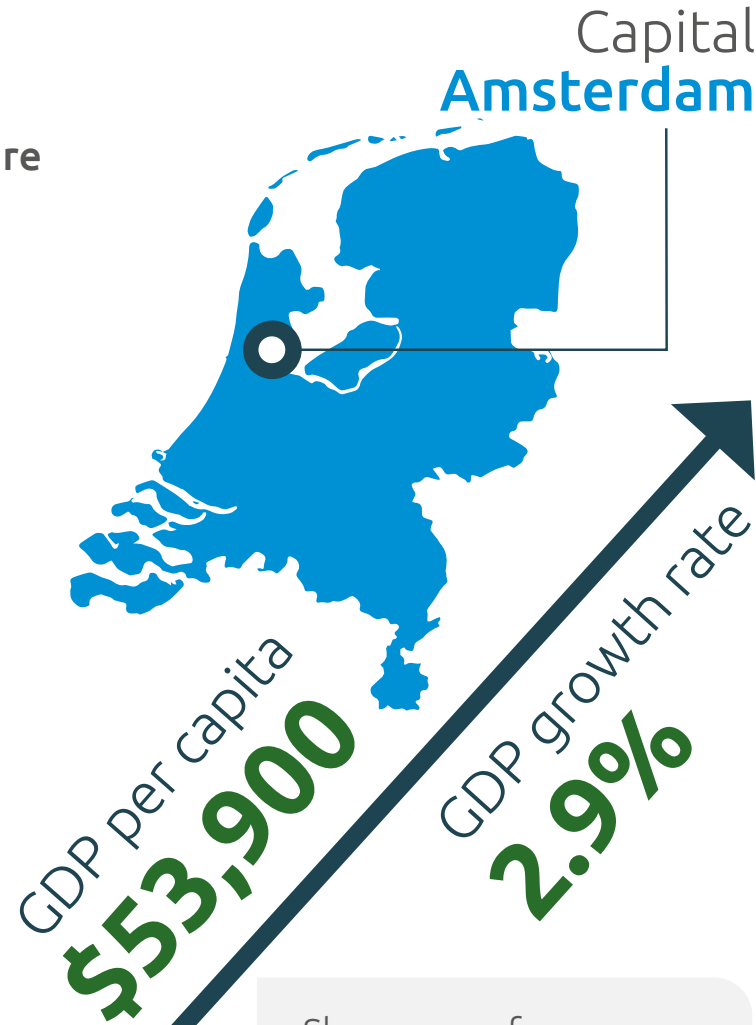 Capital
Amsterdam
re
GDP per capita
$53,900
GDP growth rate
2.9%